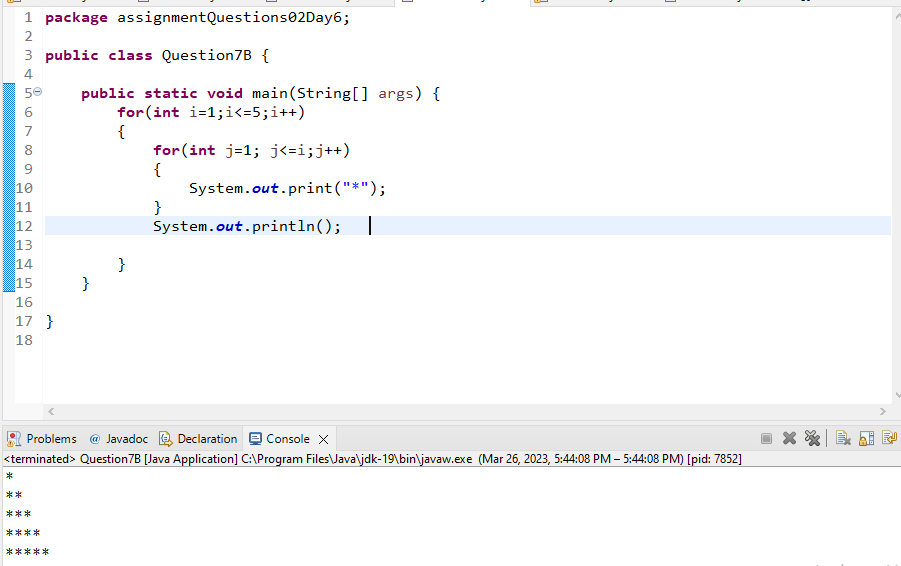 1 package assignmentQuestions02Day6;
2
3 public class Question7B {
4
5 public static void main(String[] args) {
6 for(int i=1;i<=5;i++)
7 {
8 for(int j=1; j<=i;j++)
9 {
10 System.out.print("*");
11 }
12 System.out.println();
13
14 }
15 }
16
17 }
18
Problems @ Javadoc Declaration Console
<terminated> Question7B [Java Application] C:\Program Files\Java\jdk-19\bin\javaw.exe (Mar 26, 2023, 5:44:08 PM – 5:44:08 PM) [pid: 7852]
*
**
***
****
*****